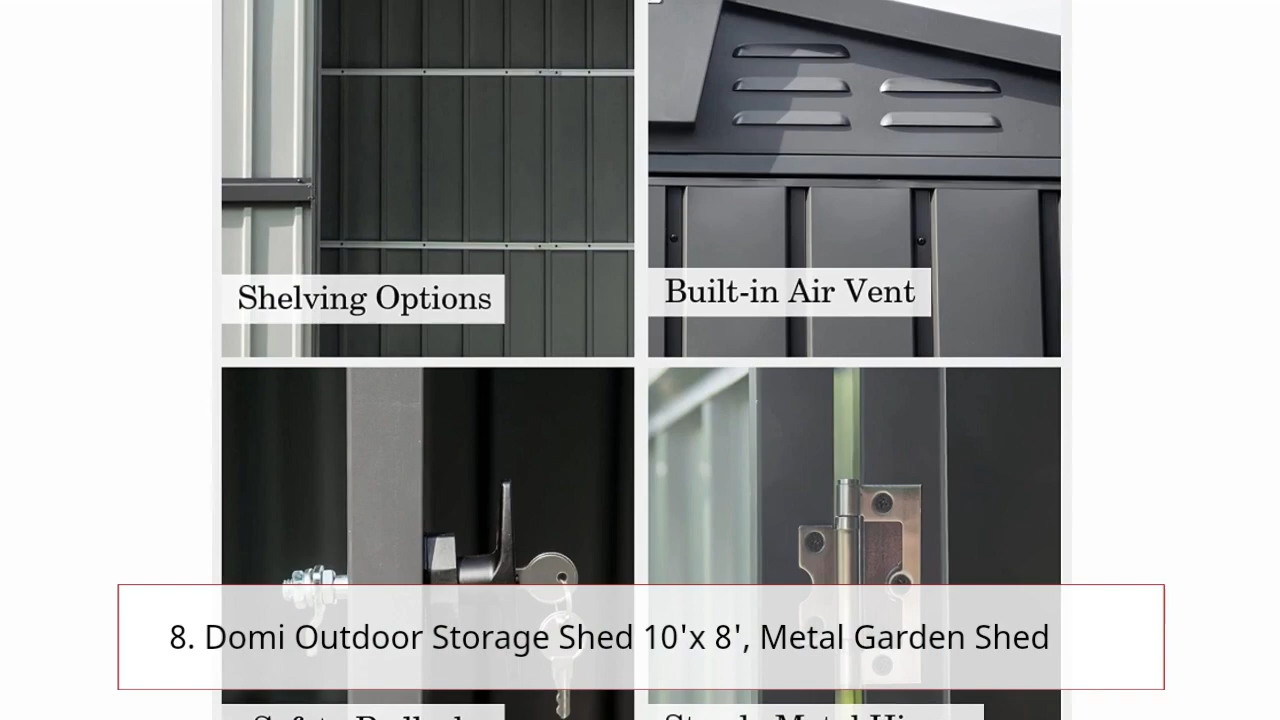 Shelving Options
Built-in Air Vent
8. Domi Outdoor Storage Shed 10'x 8', Metal Garden Shed